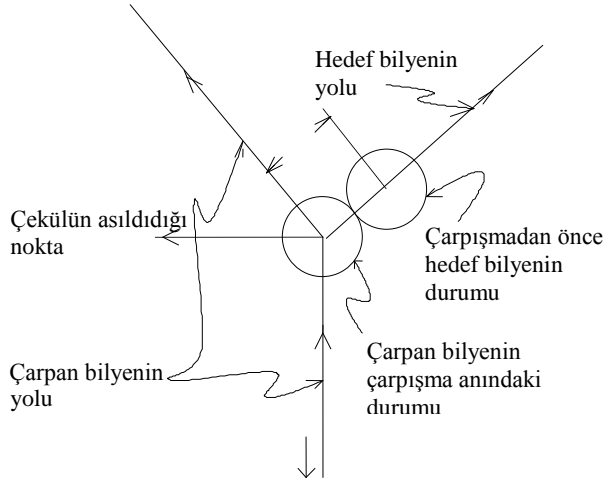 Hedef bilyenin
yolu
Çekülün asıldıdığı
nokta
Çarpışmadan önce
hedef bilyenin
durumu
Çarpan bilyenin
yolu
Çarpan bilyenin
çarpışma anındaki
durumu